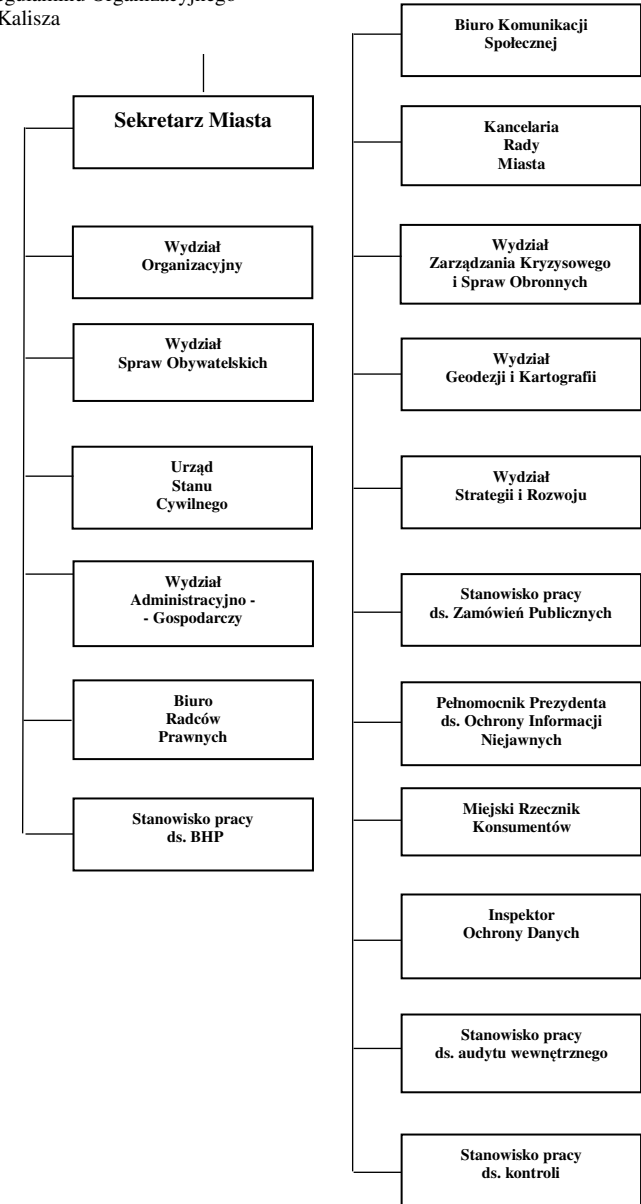 Kalisza
Sekretarz Miasta
Wydział
Organizacyjny
Wydział
Spraw Obywatelskich
Urząd
Stanu
Cywilnego
Wydział
Administracyjno -
- Gospodarczy
Biuro
Radców
Prawnych
Stanowisko pracy
ds. BHP
Biuro Komunikacji
Społecznej
Kancelaria
Rady
Miasta
Wydział
Zarządzania Kryzysowego
i Spraw Obronnych
Wydział
Geodezji i Kartografii
Wydział
Strategii i Rozwoju
Stanowisko pracy
ds. Zamówień Publicznych
Pełnomocnik Prezydenta
ds. Ochrony Informacji
Niejawnych
Miejski Rzecznik
Konsumentów
Inspektor
Ochrony Danych
Stanowisko pracy
ds. audytu wewnętrznego
Stanowisko pracy
ds. kontroli